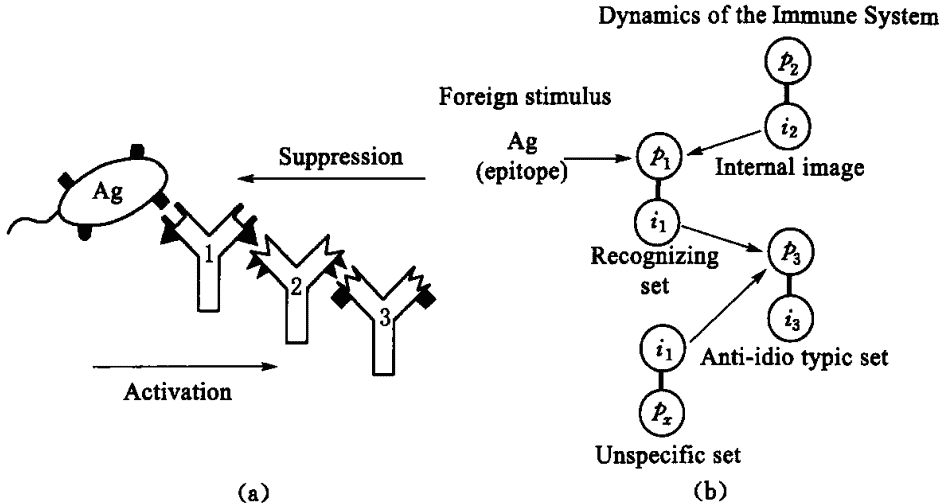 Dynamics of the Immune System
p₂
Foreign stimulus
i₂
Ag
(epitope)
p₁
Internal image
Suppression
Ag
1
i₁
Recognizing
set
p₃
2
3
i₃
Anti-idio typic set
i₁
Activation
pₓ
Unspecific set
(a)
(b)